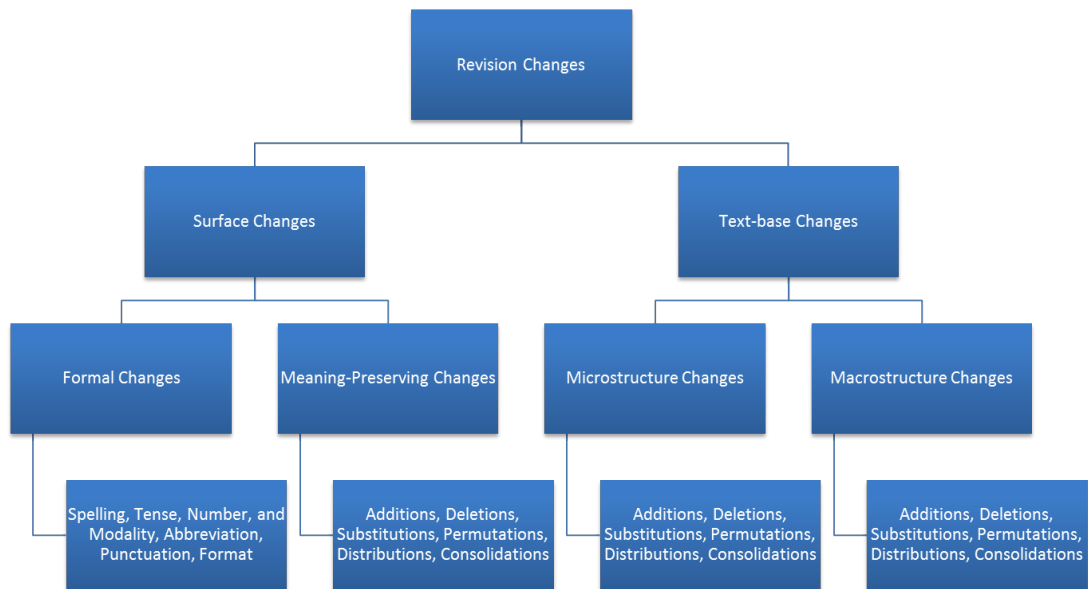 Revision Changes
Surface Changes
Text-base Changes
Formal Changes
Meaning-Preserving Changes
Microstructure Changes
Macrostructure Changes
Spelling, Tense, Number, and
Modality, Abbreviation,
Punctuation, Format
Additions, Deletions,
Substitutions, Permutations,
Distributions, Consolidations
Additions, Deletions,
Substitutions, Permutations,
Distributions, Consolidations
Additions, Deletions,
Substitutions, Permutations,
Distributions, Consolidations